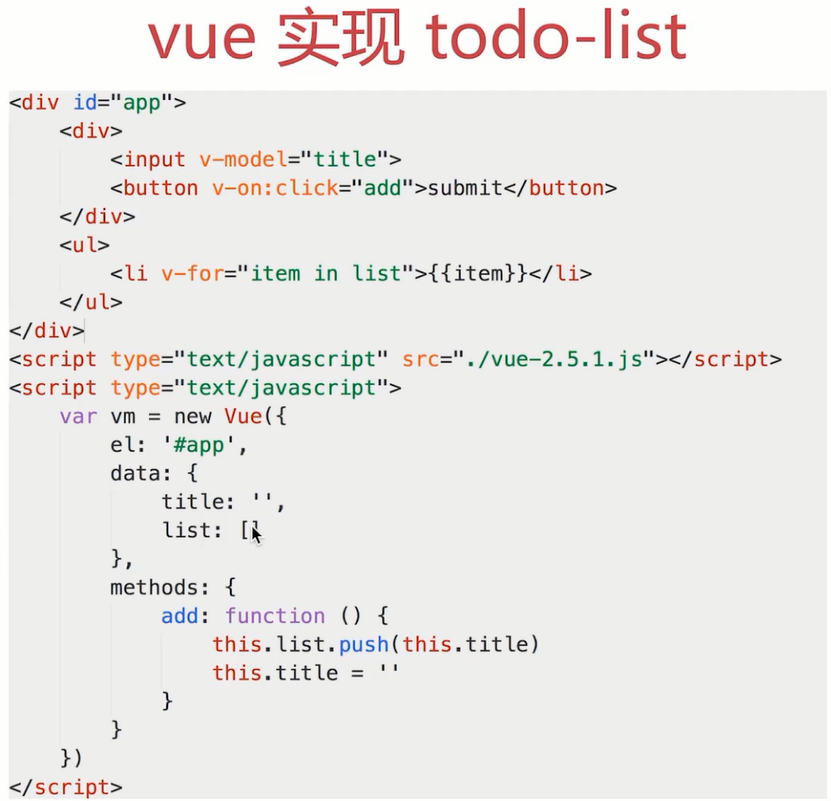 vue 实现 todo-list
<div id="app">
    <div>
        <input v-model="title">
        <button v-on:click="add">submit</button>
    </div>
    <ul>
        <li v-for="item in list">{{item}}</li>
    </ul>
</div>
<script type="text/javascript" src="./vue-2.5.1.js"></script>
<script type="text/javascript">
    var vm = new Vue({
        el: '#app',
        data: {
            title: '',
            list: []
        },
        methods: {
            add: function () {
                this.list.push(this.title)
                this.title = ''
            }
        }
    })
</script>